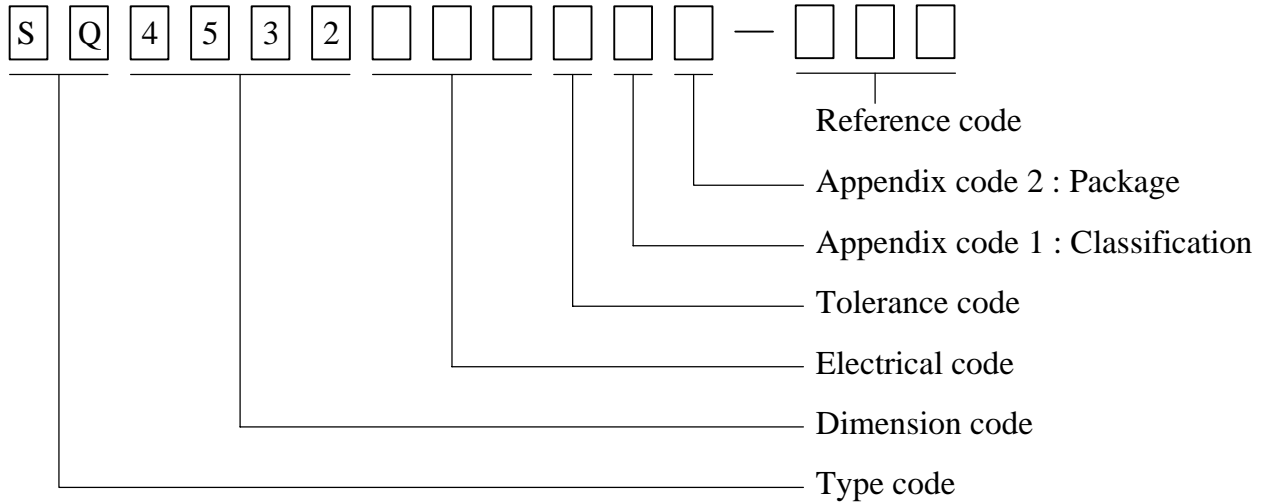 S Q 4 5 3 2 —
Reference code
Appendix code 2 : Package
Appendix code 1 : Classification
Tolerance code
Electrical code
Dimension code
Type code